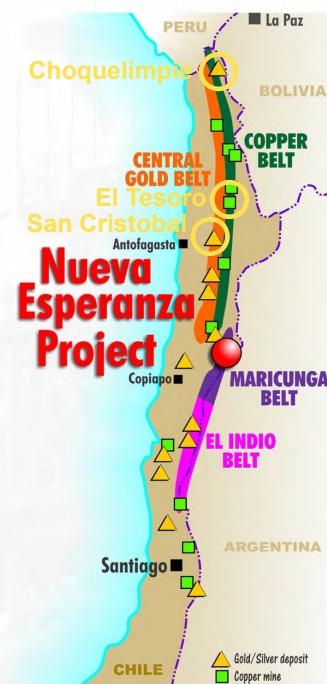 La Paz
PERU
Choquelimpie
BOLIVIA
COPPER
BELT
CENTRAL
GOLD BELT
El Tesoro
San Cristobal
Antofagasta
Nueva
Esperanza
Project
MARICUNGA
BELT
Copiapo
EL INDIO
BELT
ARGENTINA
Santiago
Gold/Silver deposit
CHILE
Copper mine